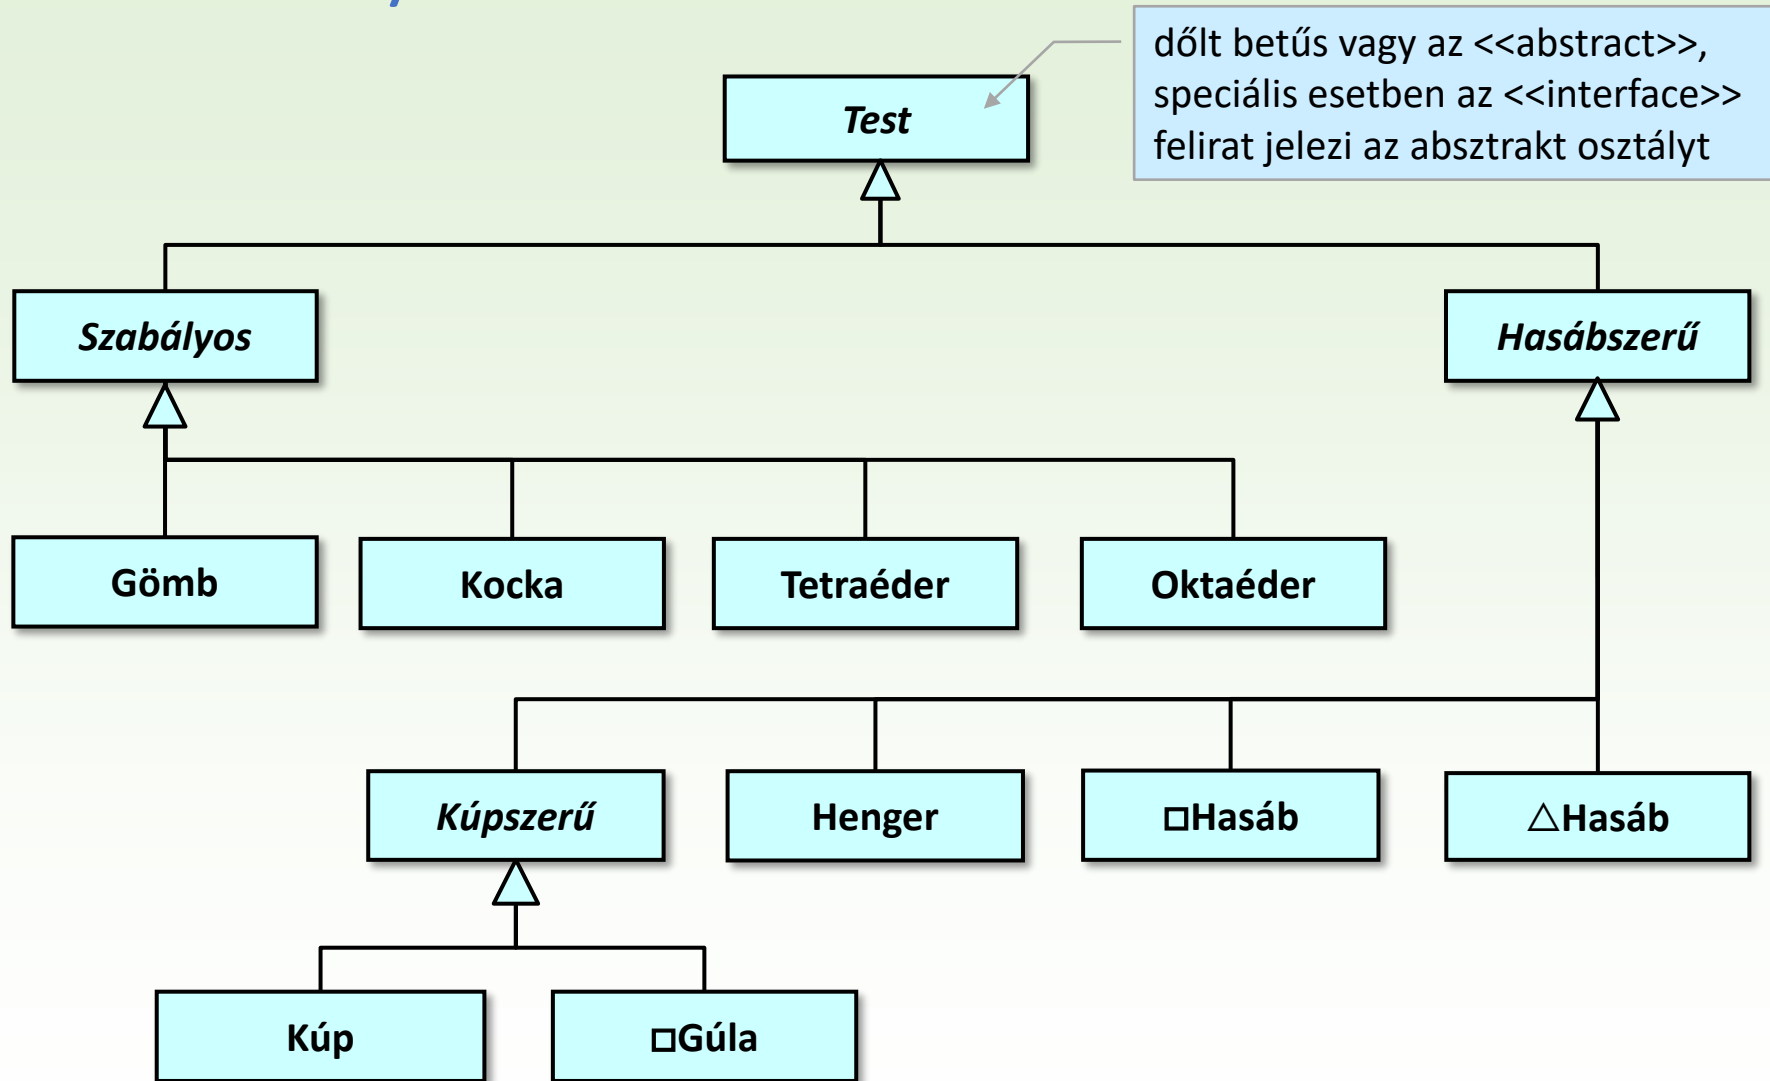 dőlt betűs vagy az <<abstract>>,
speciális esetben az <<interface>>
felirat jelezi az absztrakt osztályt
Test
Szabályos
Hasábszerű
Gömb
Kocka
Tetraéder
Oktaéder
Kúpszerű
Henger
□Hasáb
△Hasáb
Kúp
□Gúla